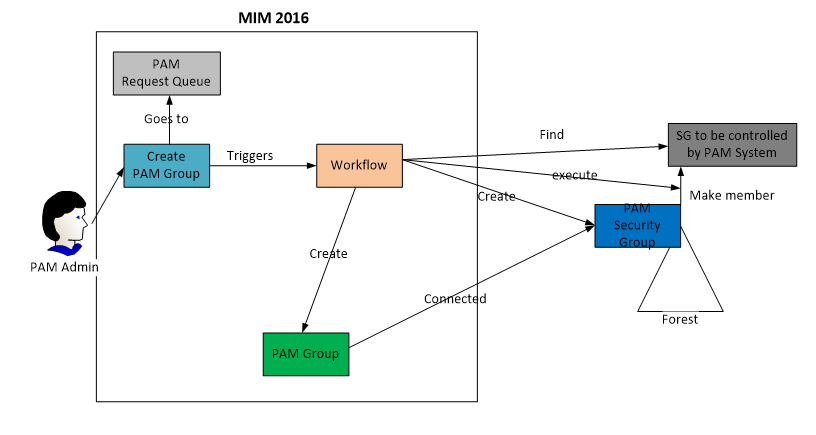 MIM 2016
PAM
Request Queue
Goes to
Create
PAM Group
Triggers
Workflow
Find
SG to be controlled
by PAM System
execute
Create
Make member
PAM
Security
Group
PAM Admin
Create
Connected
Forest
PAM Group